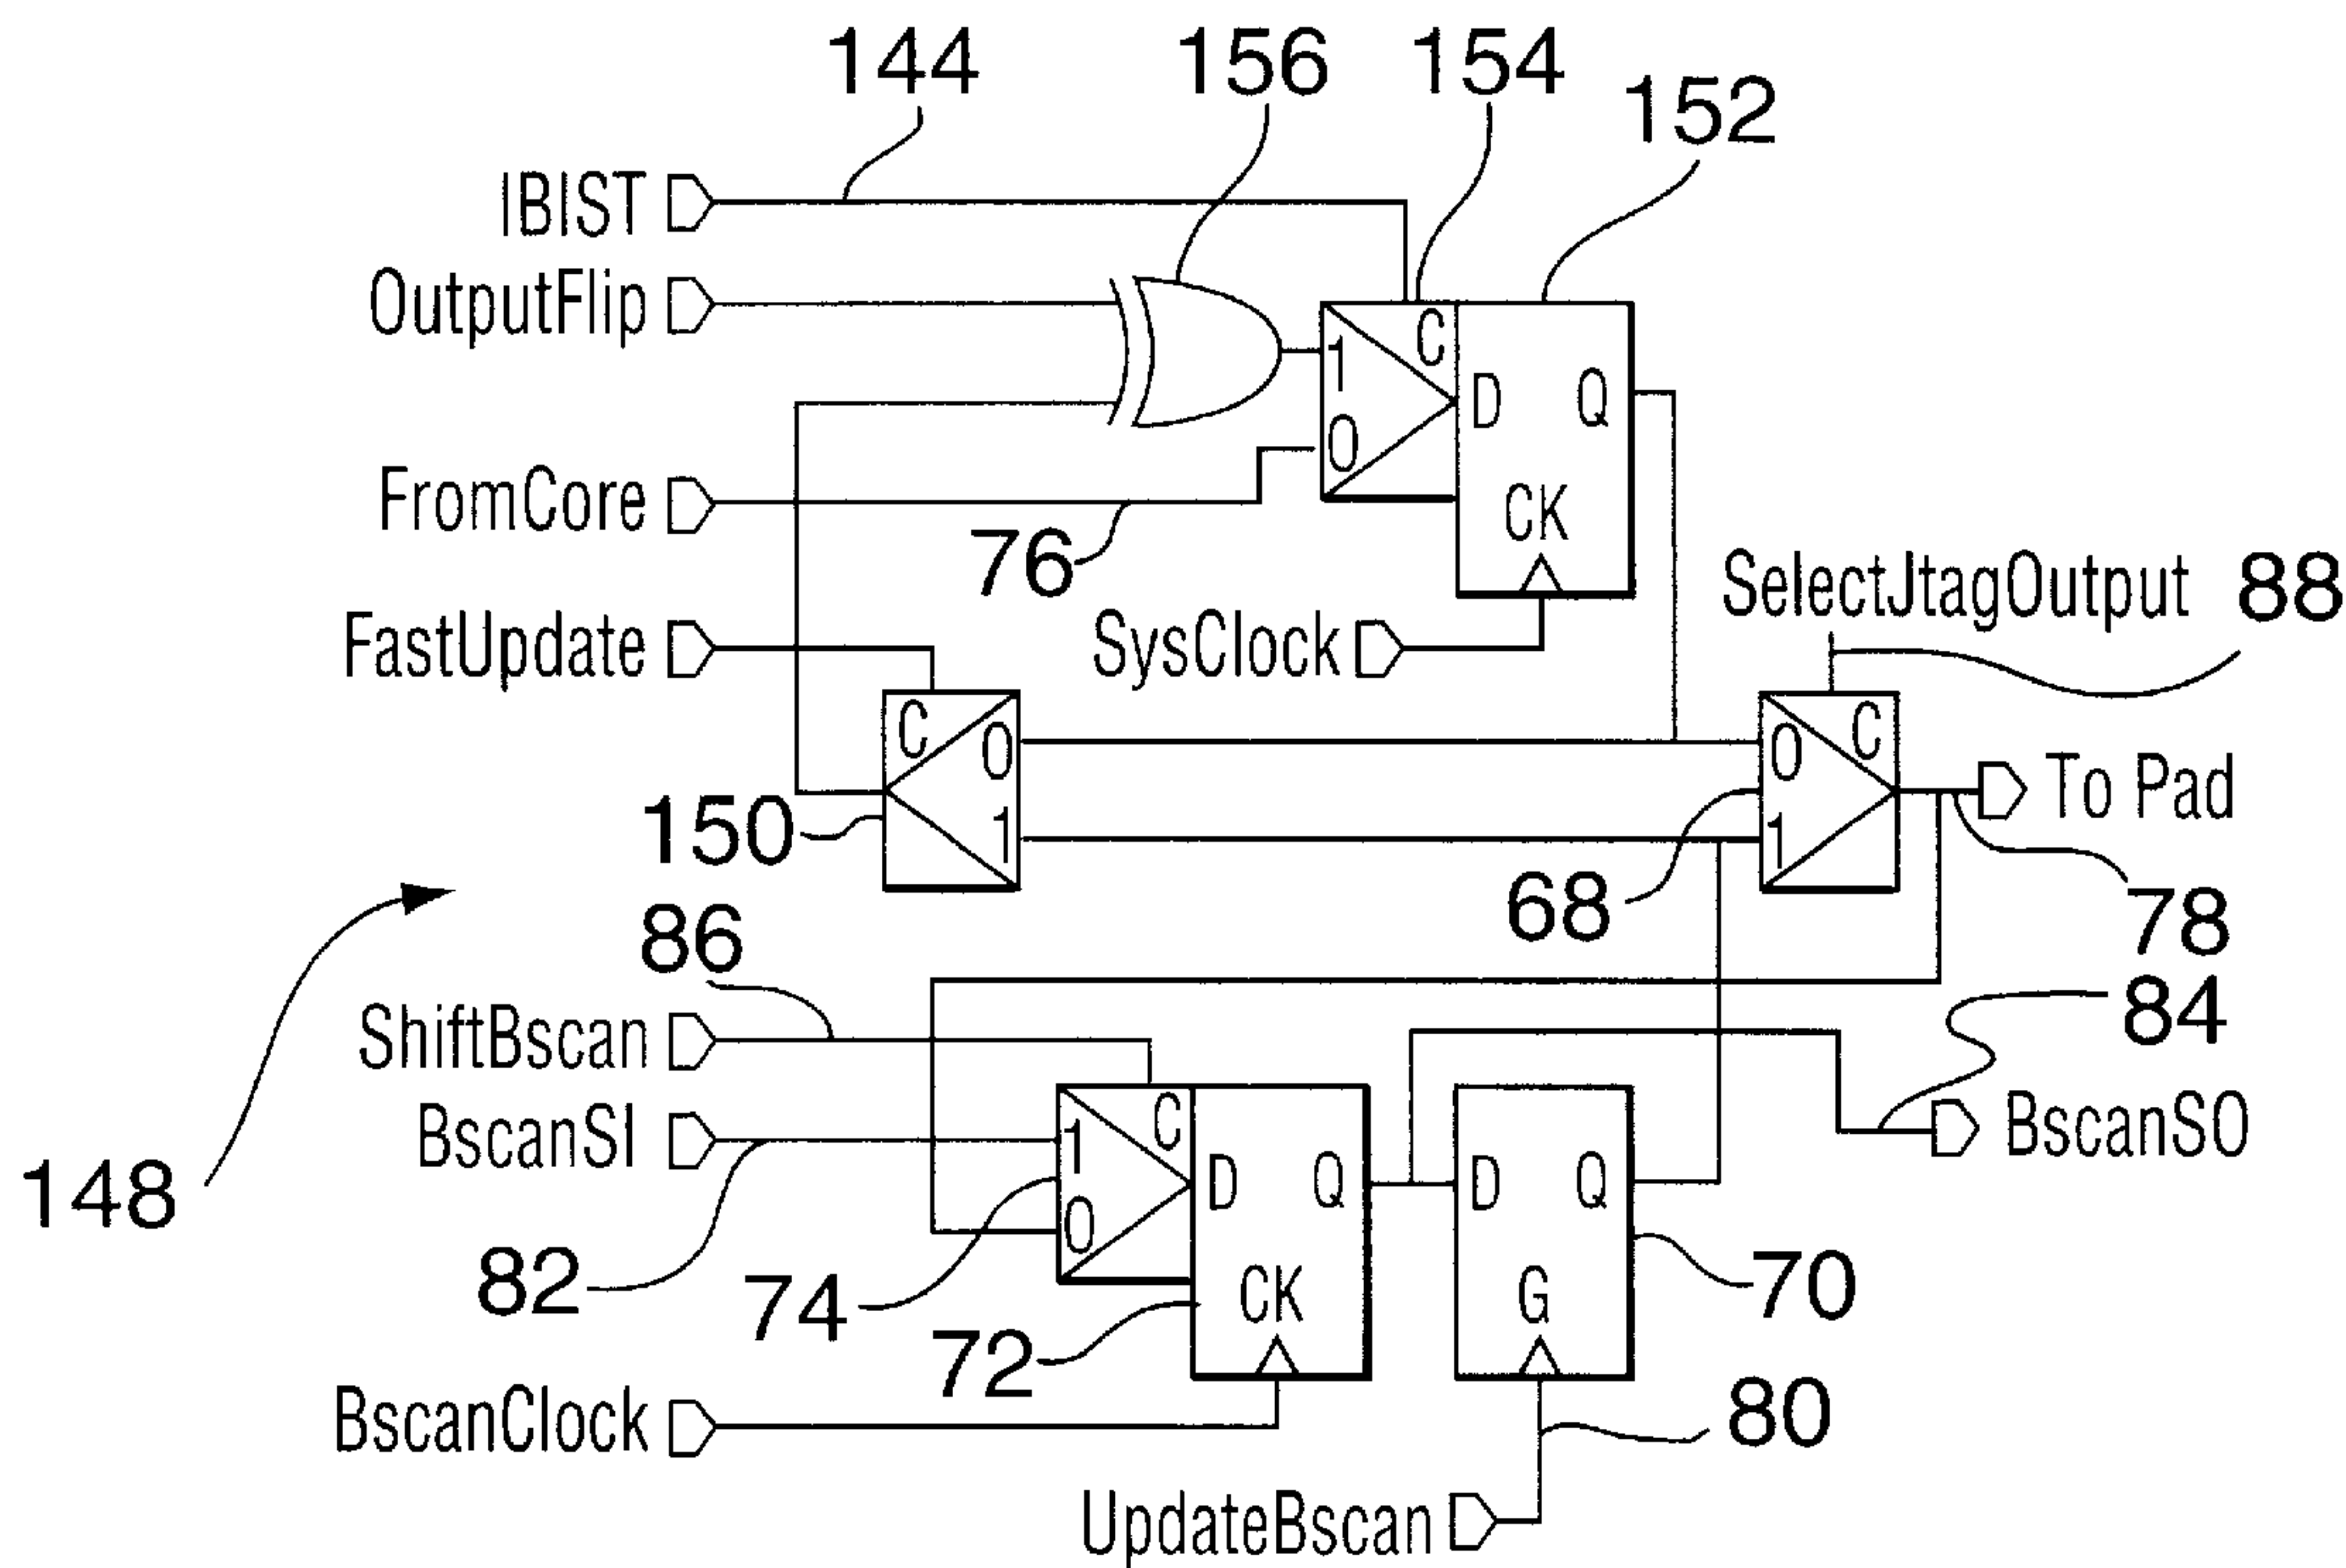 144 156 154 152
IBIST
OutputFlip
1 C
D Q
0
FromCore
CK
76
SelectJtagOutput 88
FastUpdate
SysClock
C 0
0 C
To Pad
150 1
1
68
78
86
84
ShiftBscan
BscanSI
1 C
D Q
D Q
BscanSO
148
0
82
74
CK
G
70
72
BscanClock
80
UpdateBscan